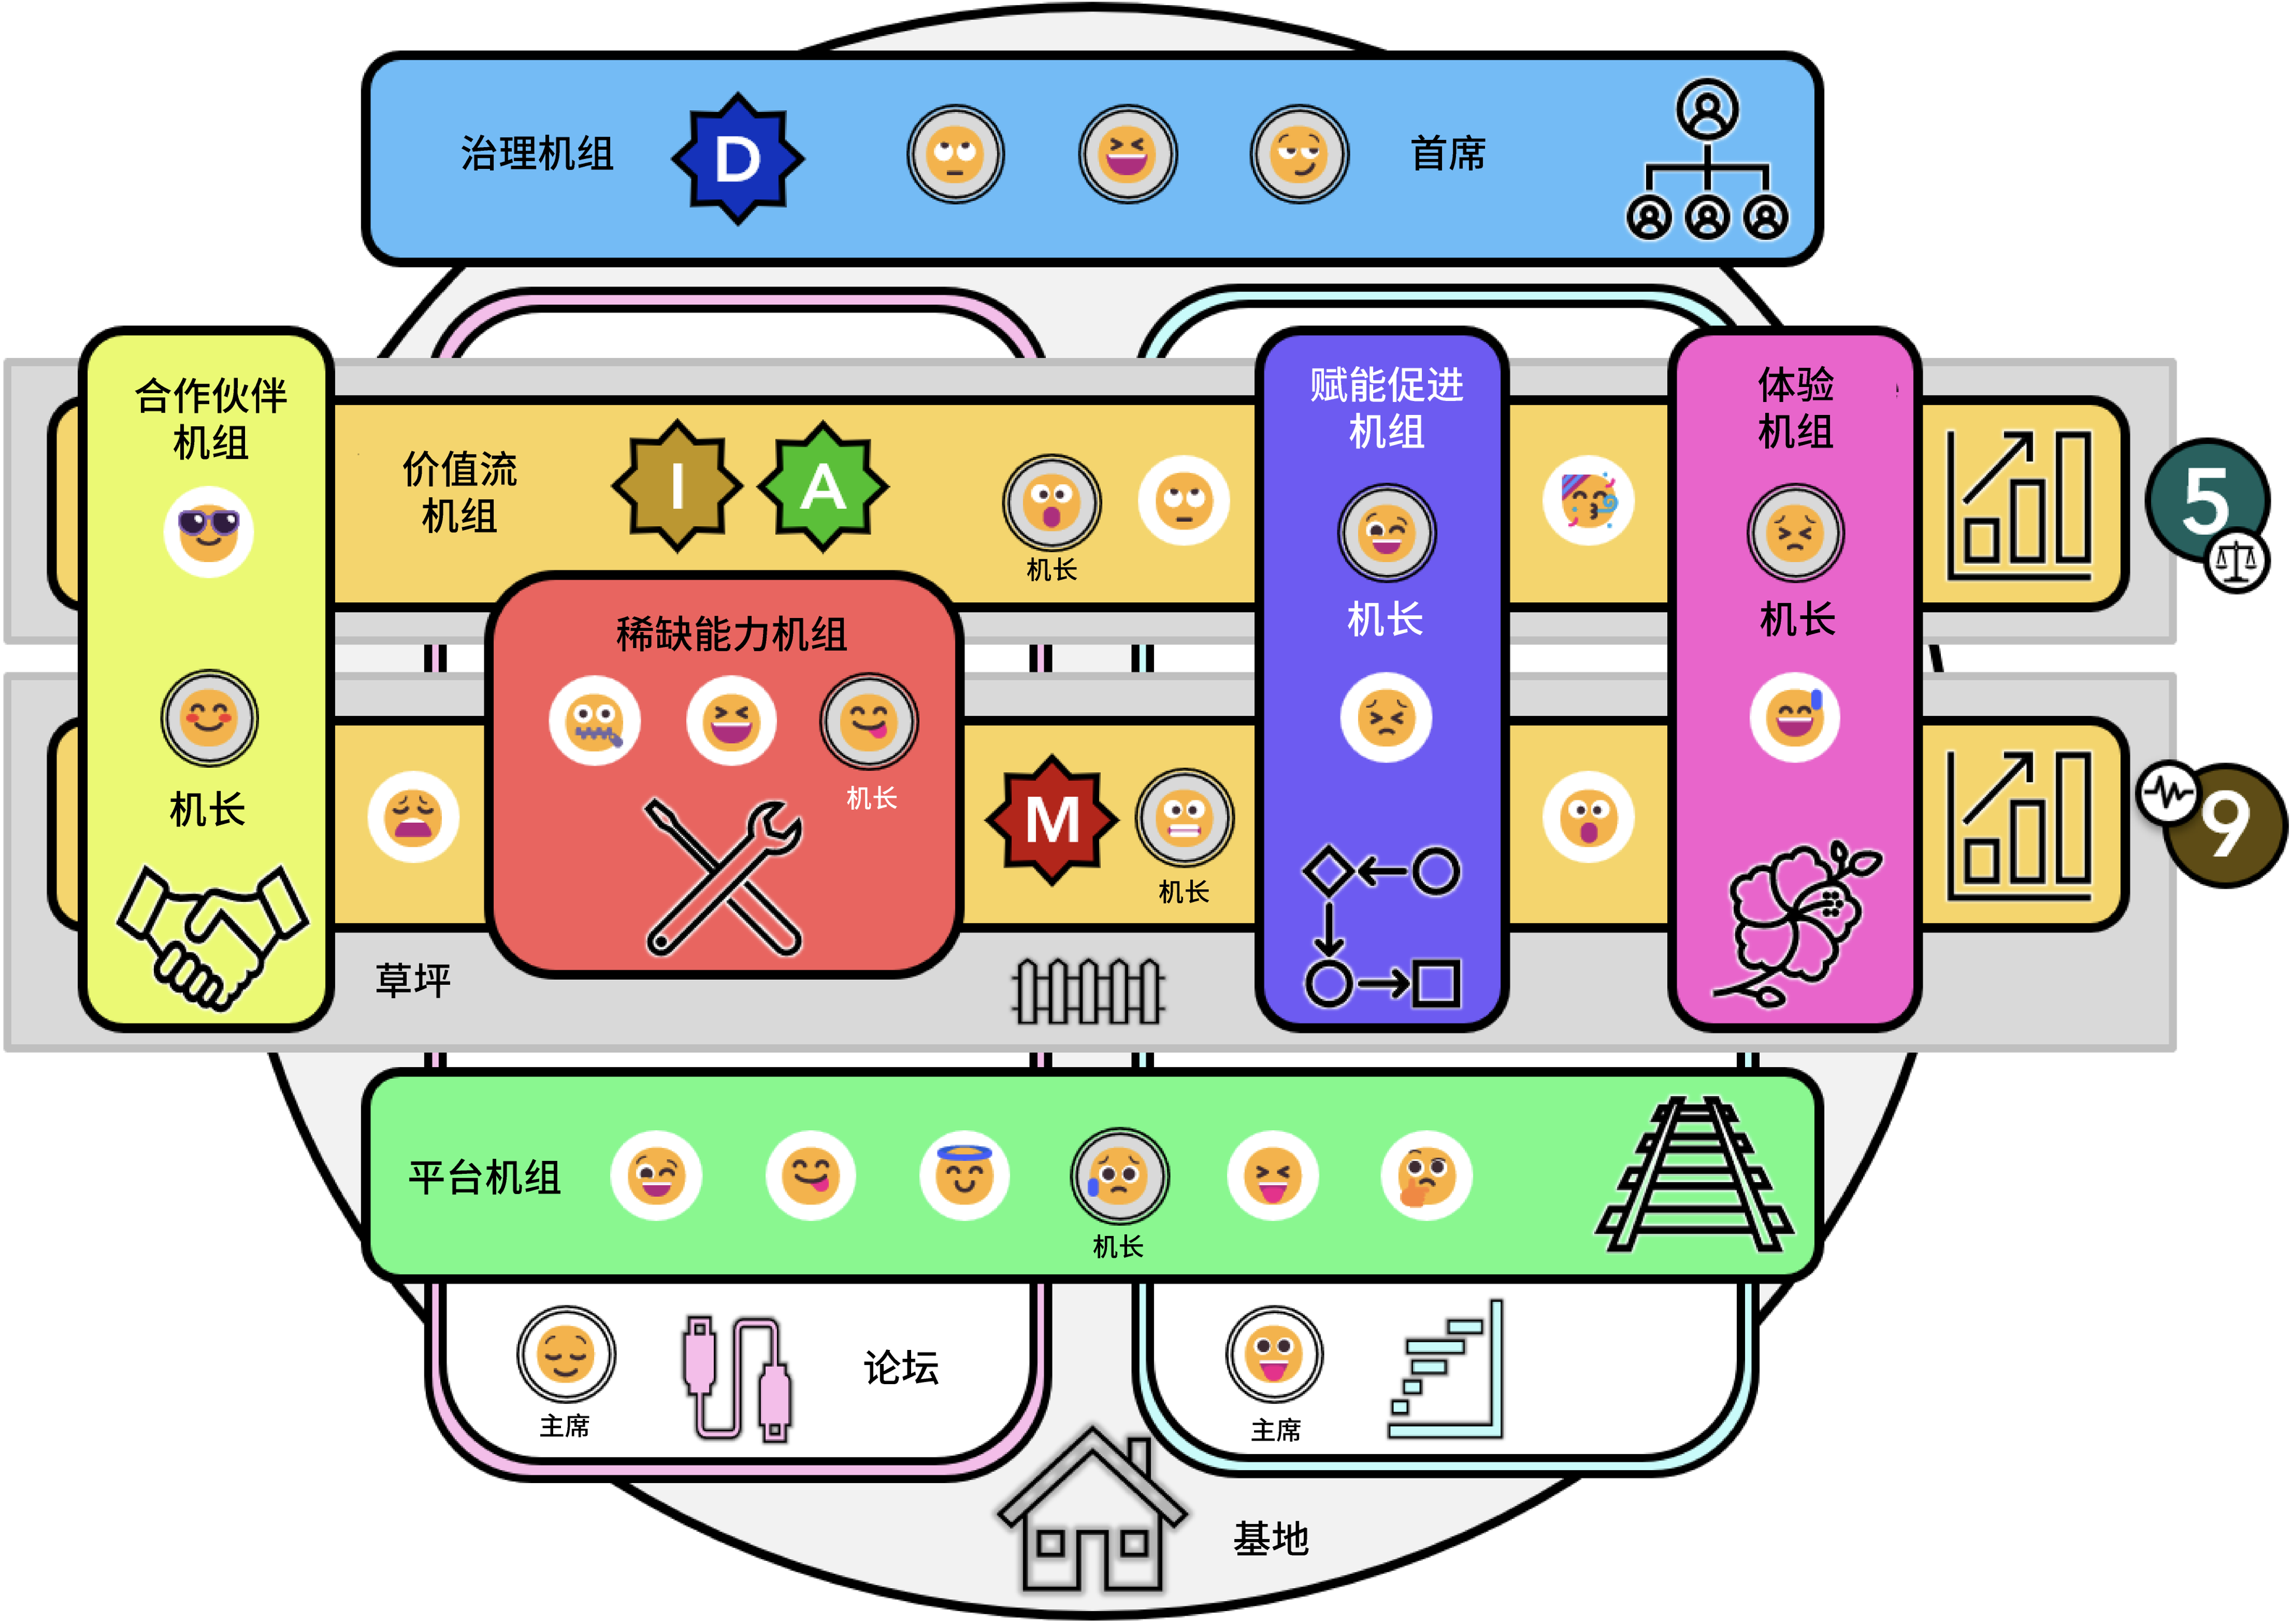 治理机组
D
首席
合作伙伴
机组
机长
价值流
机组
I
A
机长
赋能促进
机组
机长
体验
机组
机长
5
稀缺能力机组
机长
M
机长
9
草坪
平台机组
机长
主席
论坛
主席
基地